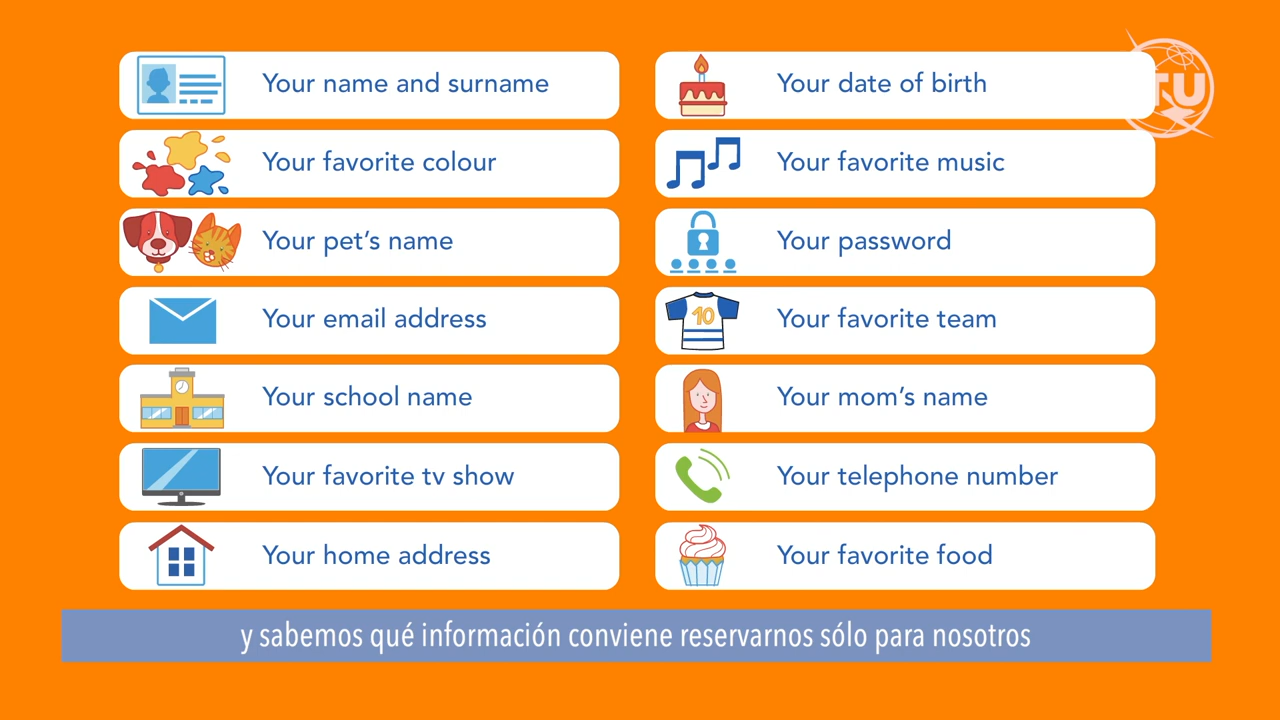 Your name and surname
Your date of birth
ITU
Your favorite colour
Your favorite music
Your pet’s name
Your password
Your email address
10
Your favorite team
Your school name
Your mom’s name
Your favorite tv show
Your telephone number
Your home address
Your favorite food
y sabemos qué información conviene reservarnos sólo para nosotros